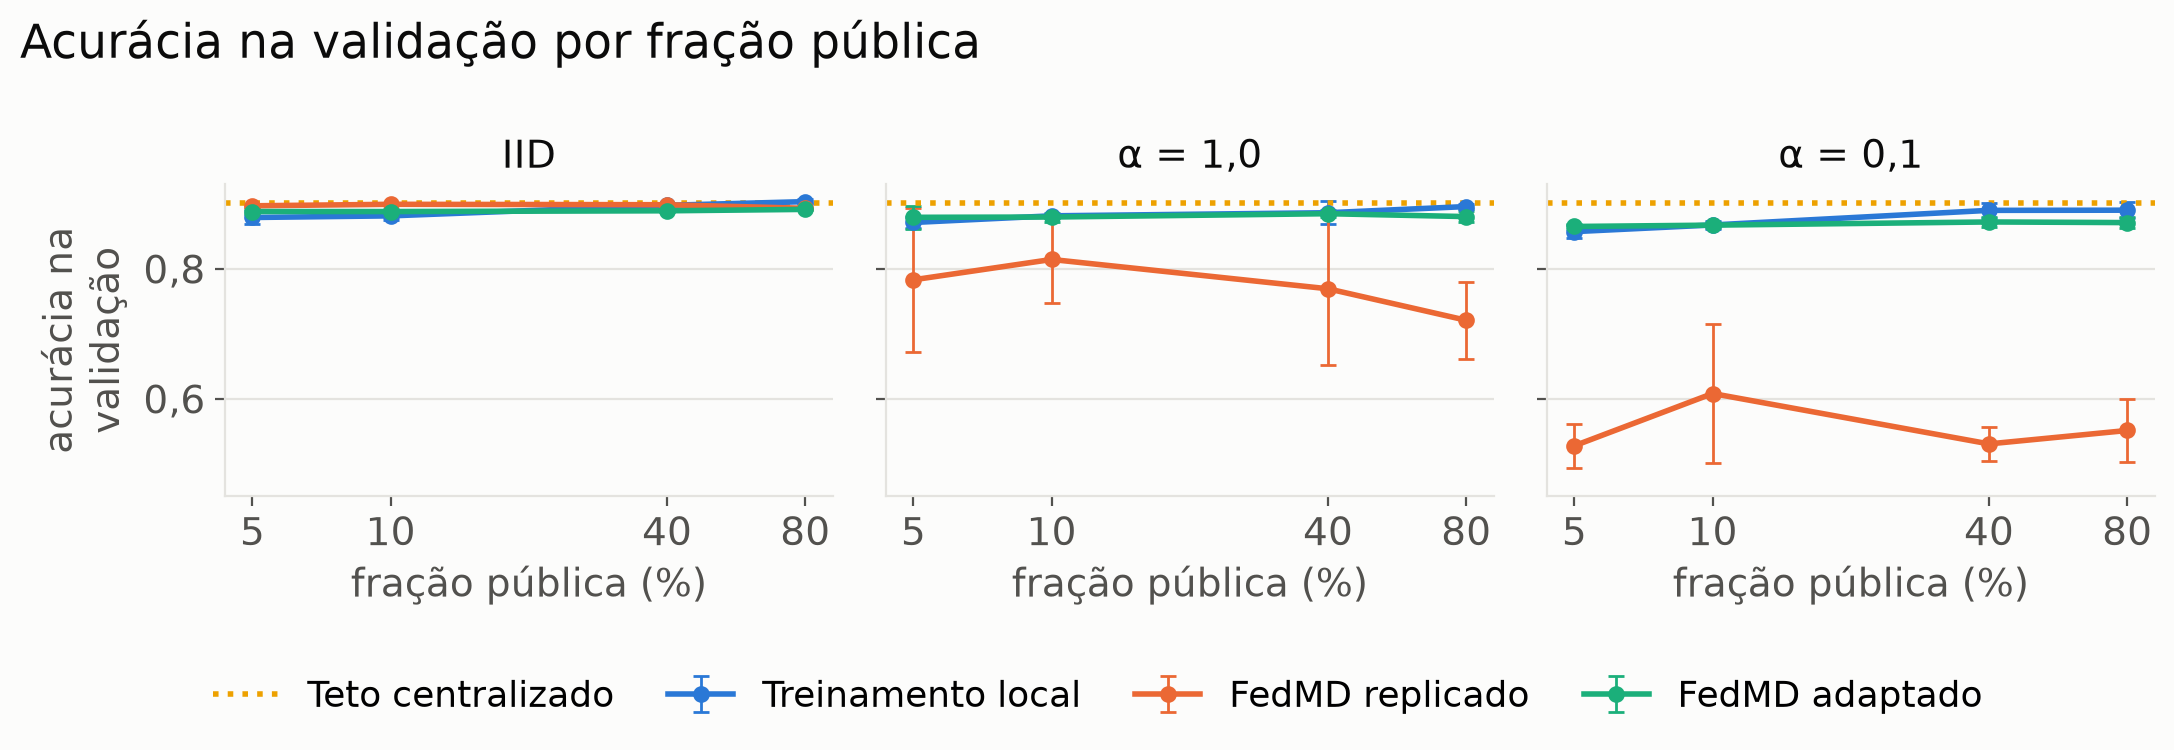 Acurácia na validação por fração pública
IID
α = 1,0
α = 0,1
acurácia na
validação
0,8
0,6
5 10 40 80
5 10 40 80
5 10 40 80
fração pública (%)
fração pública (%)
fração pública (%)
Teto centralizado
Treinamento local
FedMD replicado
FedMD adaptado